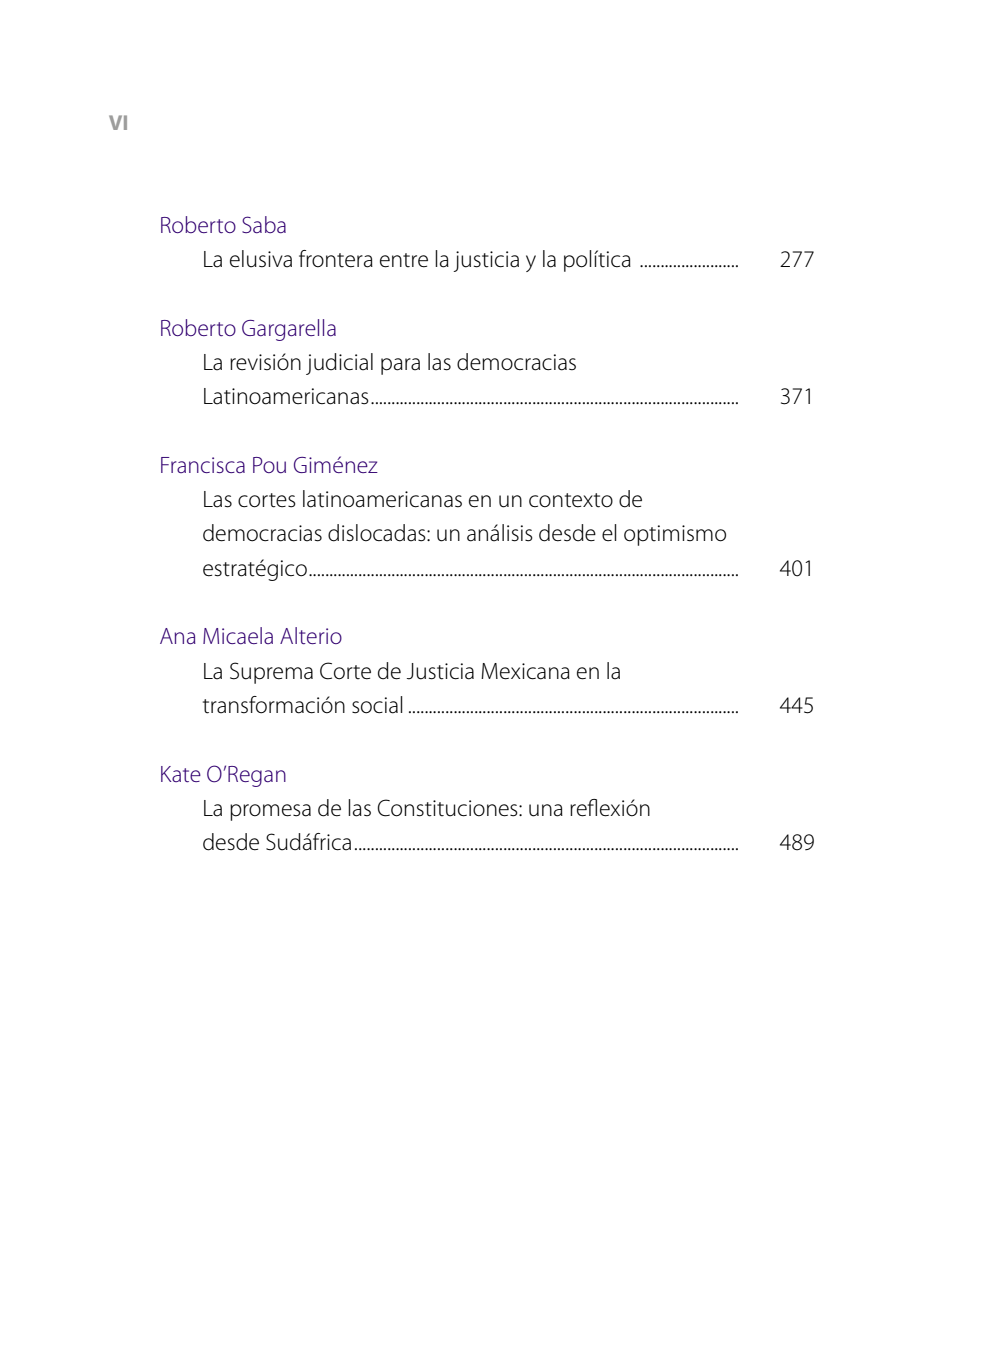 VI
Roberto Saba
La elusiva frontera entre la justicia y la política ........................ 277
Roberto Gargarella
La revisión judicial para las democracias
Latinoamericanas......................................................................................... 371
Francisca Pou Giménez
Las cortes latinoamericanas en un contexto de
democracias dislocadas: un análisis desde el optimismo
estratégico........................................................................................................ 401
Ana Micaela Alterio
La Suprema Corte de Justicia Mexicana en la
transformación social ................................................................................ 445
Kate O’Regan
La promesa de las Constituciones: una reflexión
desde Sudáfrica............................................................................................. 489